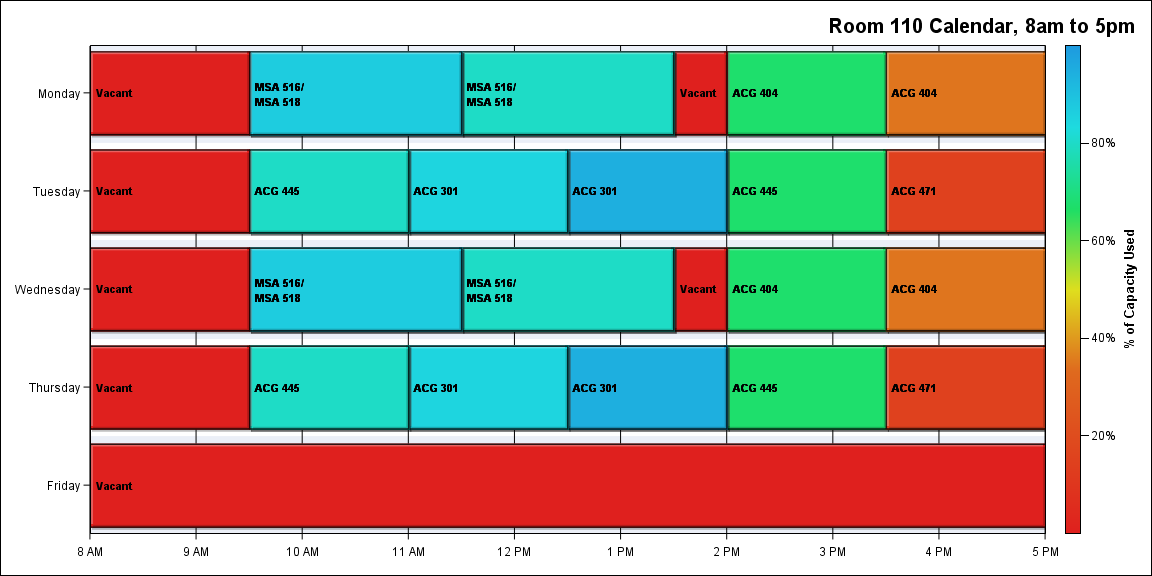 Room 110 Calendar, 8am to 5pm
Monday
Vacant
MSA 516/
MSA 518
MSA 516/
MSA 518
Vacant
ACG 404
ACG 404
Tuesday
Vacant
ACG 445
ACG 301
ACG 301
ACG 445
ACG 471
Wednesday
Vacant
MSA 516/
MSA 518
MSA 516/
MSA 518
Vacant
ACG 404
ACG 404
Thursday
Vacant
ACG 445
ACG 301
ACG 301
ACG 445
ACG 471
Friday
Vacant
8 AM
9 AM
10 AM
11 AM
12 PM
1 PM
2 PM
3 PM
4 PM
5 PM
80%
60%
40%
20%
% of Capacity Used